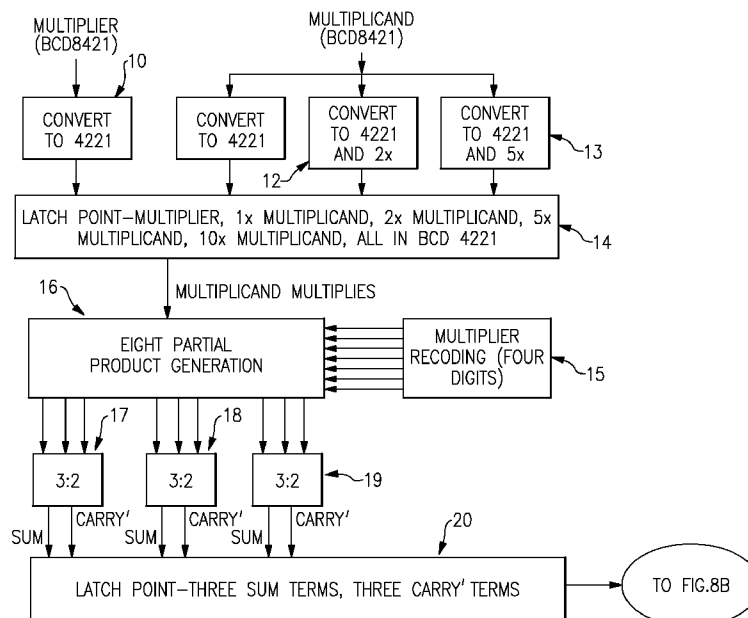 MULTIPLIER
(BCD8421)
MULTIPLICAND
(BCD8421)
10
CONVERT
TO 4221
CONVERT
TO 4221
CONVERT
TO 4221
AND 2x
CONVERT
TO 4221
AND 5x
12
13
LATCH POINT–MULTIPLIER, 1x MULTIPLICAND, 2x MULTIPLICAND, 5x
MULTIPLICAND, 10x MULTIPLICAND, ALL IN BCD 4221
14
16
MULTIPLICAND MULTIPLIES
EIGHT PARTIAL
PRODUCT GENERATION
MULTIPLIER
RECODING (FOUR
DIGITS)
15
17
18
3:2
3:2
3:2
19
SUM
CARRY'
SUM
CARRY'
SUM
CARRY'
20
LATCH POINT–THREE SUM TERMS, THREE CARRY' TERMS
TO FIG.8B